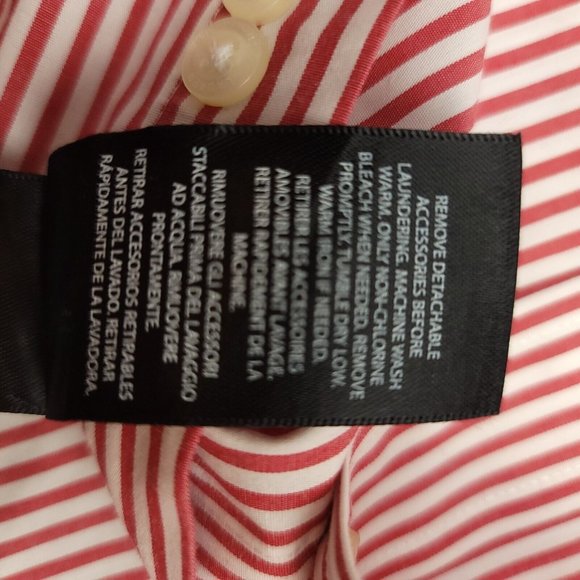 REMOVE DETACHABLE
ACCESSORIES BEFORE
LAUNDERING. MACHINE WASH
WARM. ONLY NON-CHLORINE
BLEACH WHEN NEEDED. REMOVE
PROMPTLY. TUMBLE DRY LOW.
WARM IRON IF NEEDED.
RETIRER LES ACCESSOIRES
AMOVIBLES AVANT LAVAGE.
RETIRER RAPIDEMENT DE LA
MACHINE.
RIMUOVERE GLI ACCESSORI
STACCABILI PRIMA DEL LAVAGGIO
AD ACQUA. RIMUOVERE
PRONTAMENTE.
RETIRAR ACCESORIOS RETIRABLES
ANTES DEL LAVADO. RETIRAR
RÁPIDAMENTE DE LA LAVADORA.